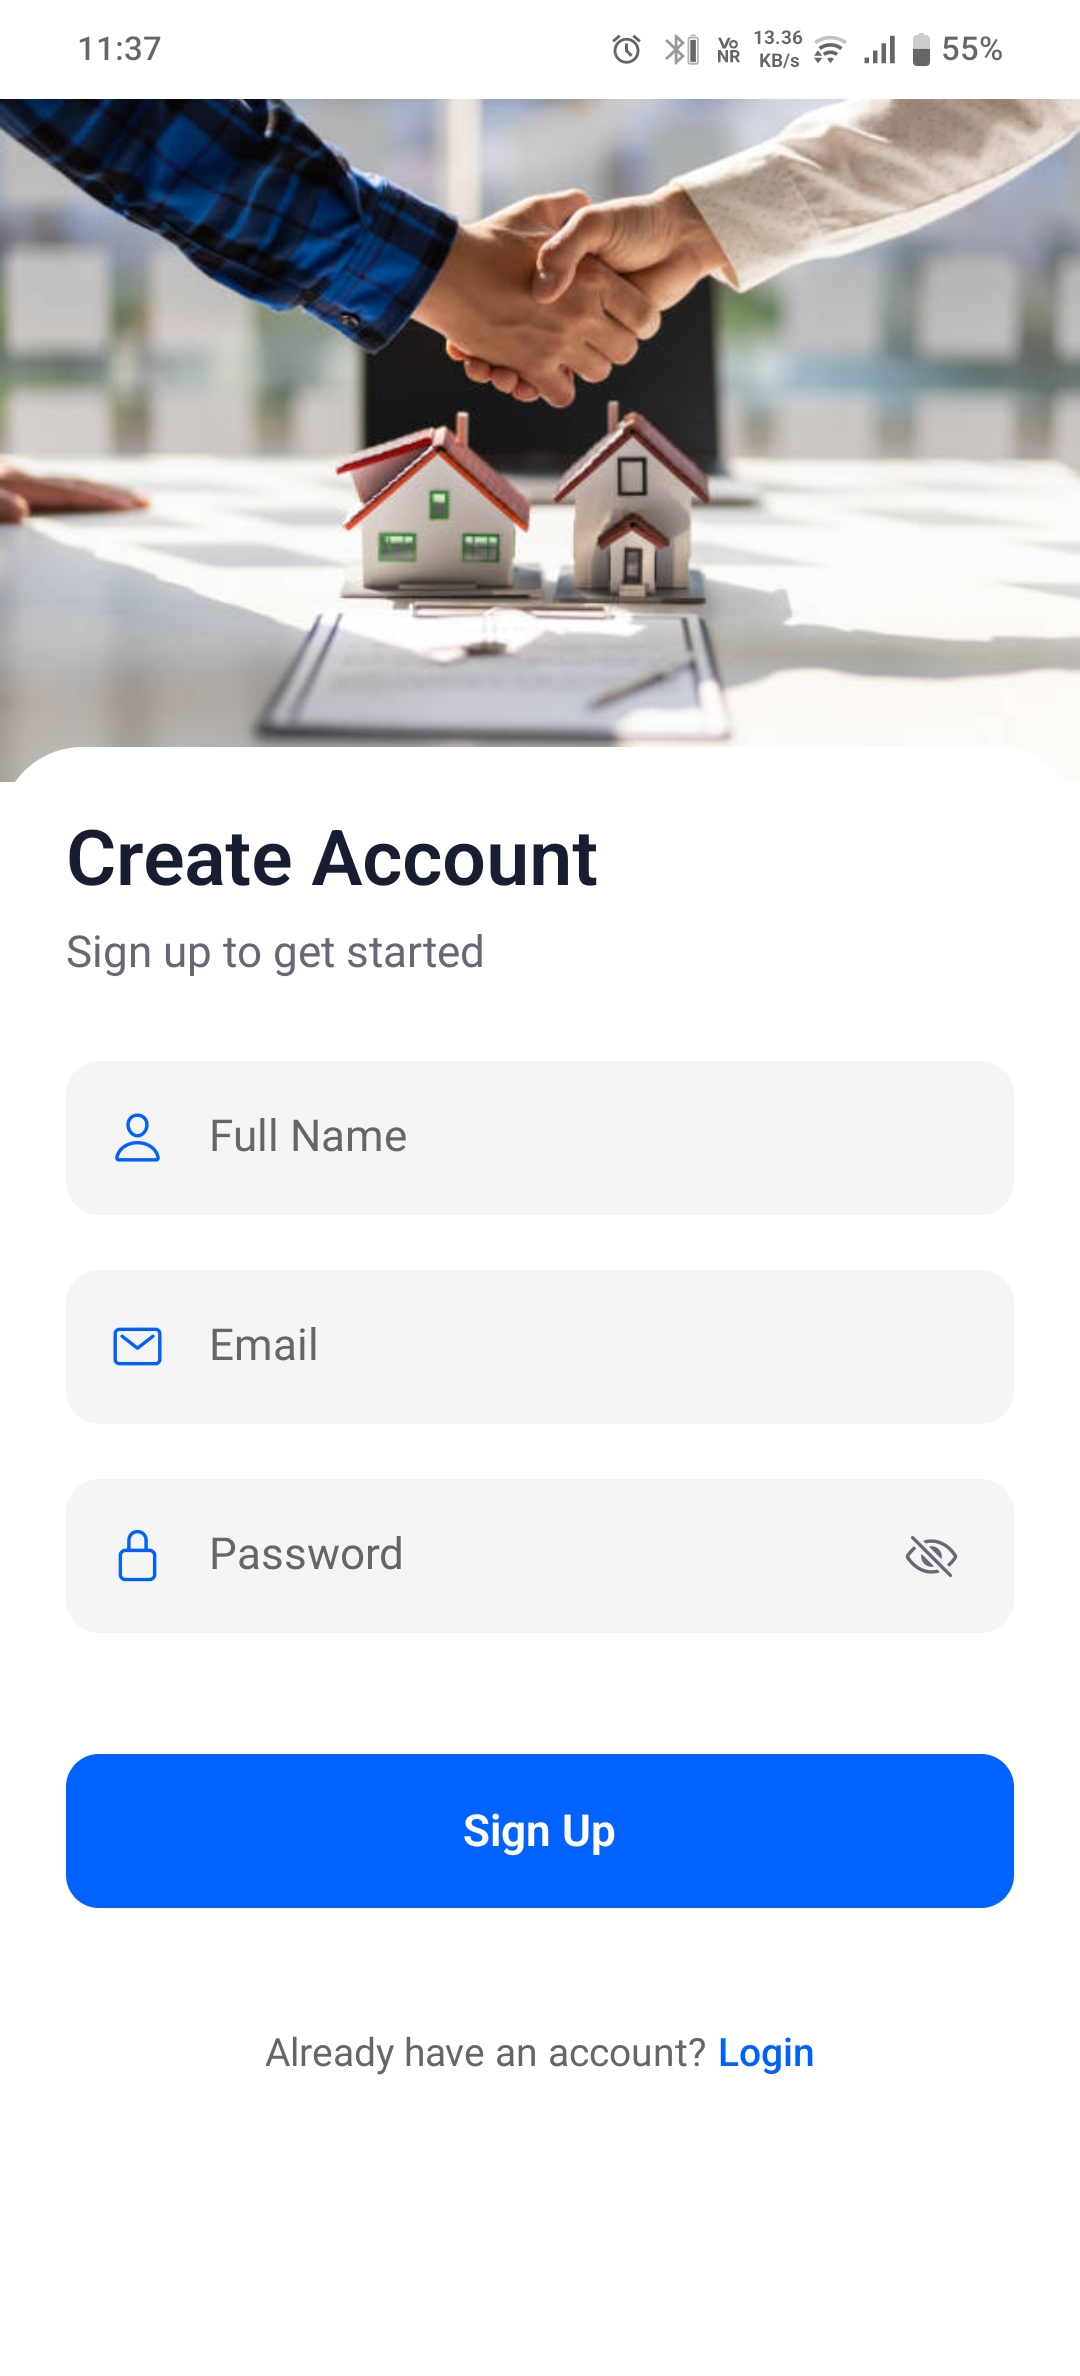 11:37
Vo NR 13.36 KB/s 55%
Create Account
Sign up to get started
Full Name
Email
Password
Sign Up
Already have an account? Login